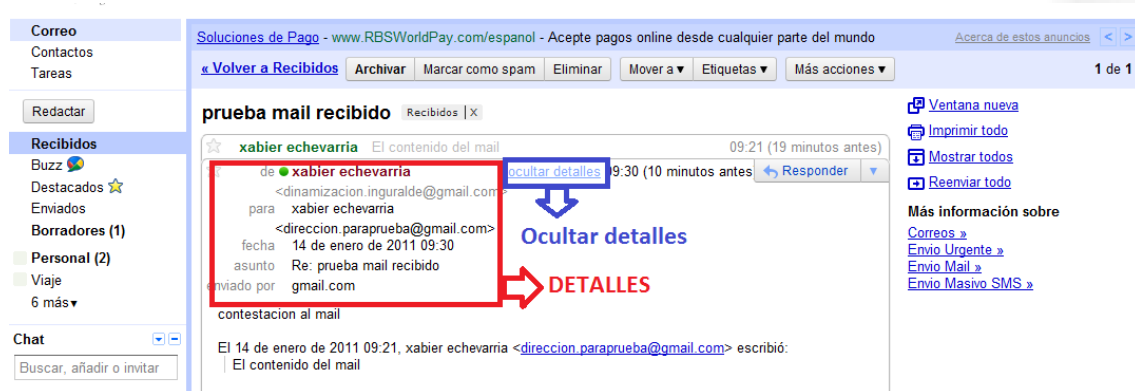 Correo
Contactos
Tareas
Redactar
Recibidos
Buzz
Destacados
Enviados
Borradores (1)
Personal (2)
Viaje
6 más▾
Chat
Buscar, añadir o invitar
Soluciones de Pago - www.RBSWorldPay.com/espanol - Acepte pagos online desde cualquier parte del mundo
Acerca de estos anuncios < >
« Volver a Recibidos Archivar Marcar como spam Eliminar Mover a▾ Etiquetas▾ Más acciones▾ 1 de 1
prueba mail recibido Recibidos | X
xabier echevarria El contenido del mail 09:21 (19 minutos antes)
de xabier echevarria ocultar detalles 09:30 (10 minutos antes Responder
<dinamizacion.inguralde@gmail.com>
para xabier echevarria
<direccion.paraprueba@gmail.com>
fecha 14 de enero de 2011 09:30
asunto Re: prueba mail recibido
enviado por gmail.com
Ocultar detalles
DETALLES
contestacion al mail
El 14 de enero de 2011 09:21, xabier echevarria <direccion.paraprueba@gmail.com> escribió:
El contenido del mail
Ventana nueva
Imprimir todo
Mostrar todos
Reenviar todo
Más información sobre
Correos »
Envio Urgente »
Envio Mail »
Envio Masivo SMS »